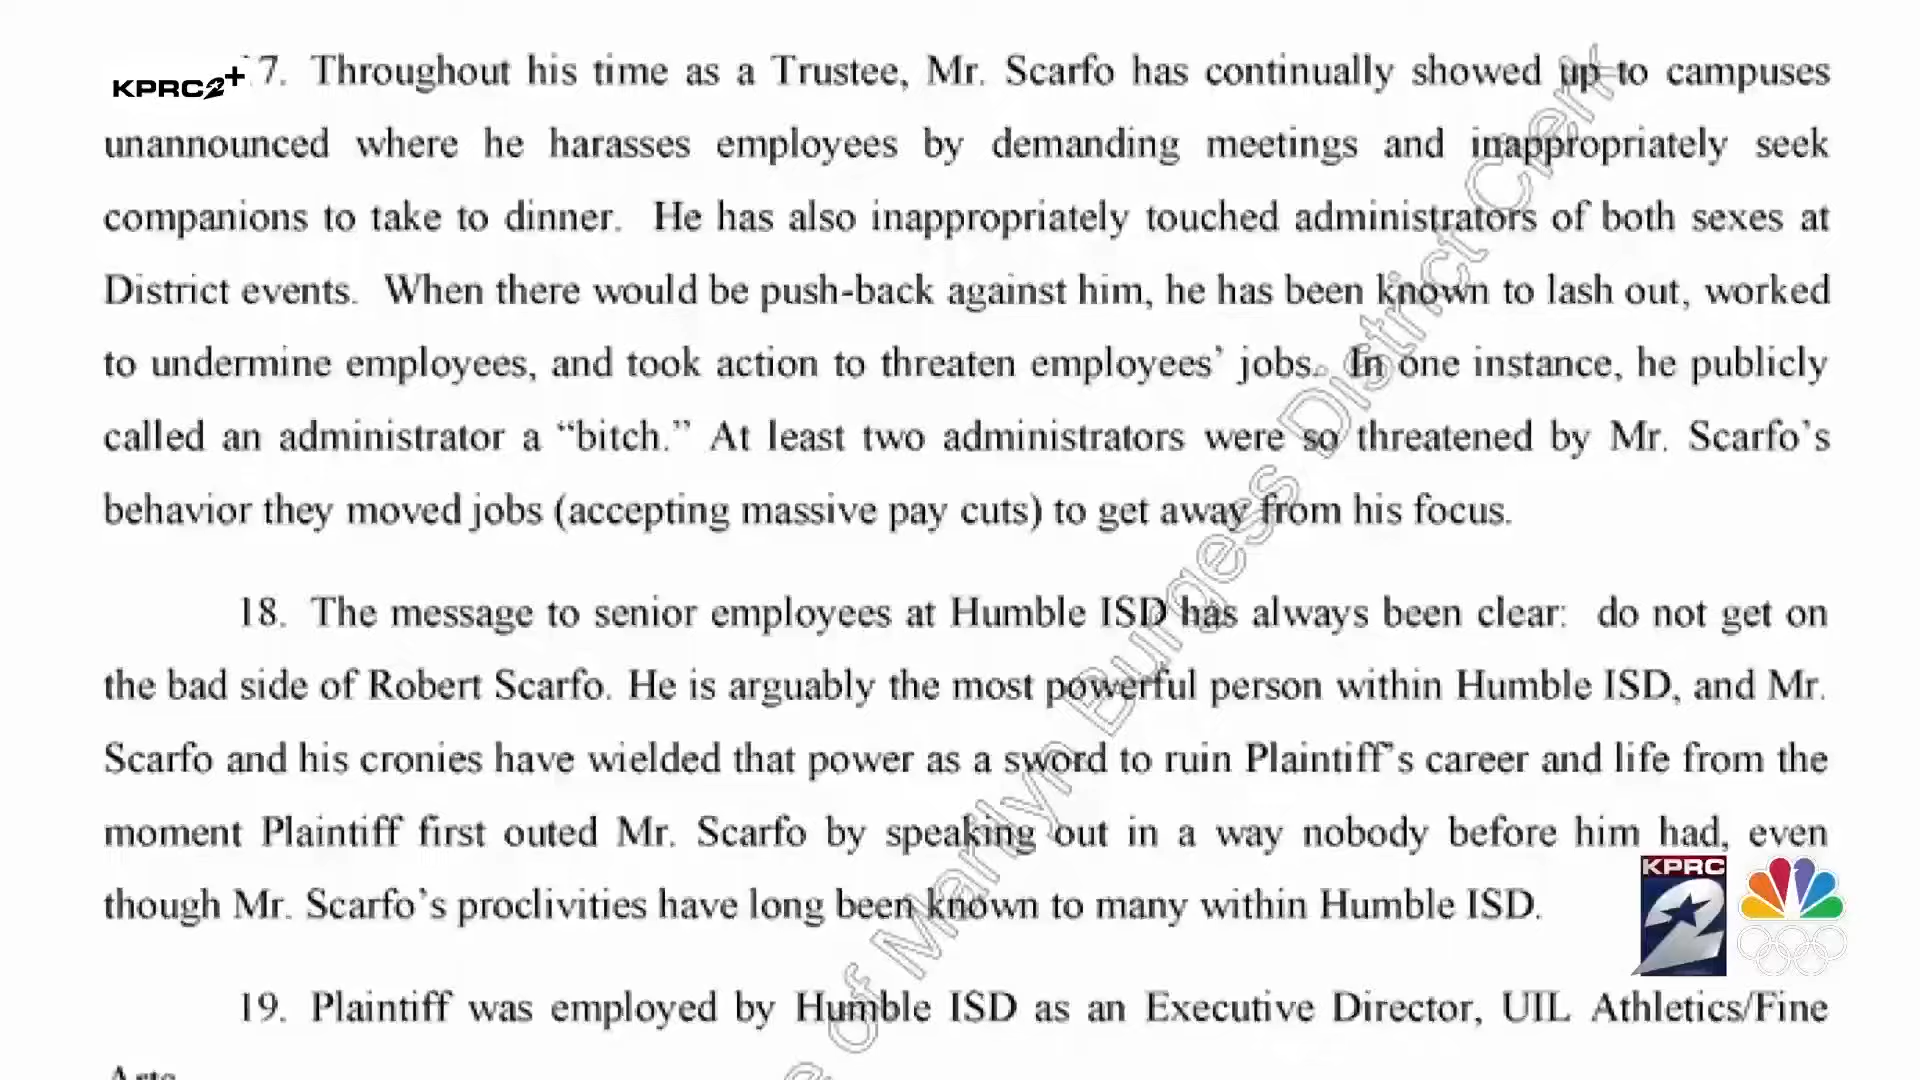 KPRC2+
7. Throughout his time as a Trustee, Mr. Scarfo has continually showed up to campuses
unannounced where he harasses employees by demanding meetings and inappropriately seek
companions to take to dinner. He has also inappropriately touched administrators of both sexes at
District events. When there would be push-back against him, he has been known to lash out, worked
to undermine employees, and took action to threaten employees’ jobs. In one instance, he publicly
called an administrator a “bitch.” At least two administrators were so threatened by Mr. Scarfo’s
behavior they moved jobs (accepting massive pay cuts) to get away from his focus.
18. The message to senior employees at Humble ISD has always been clear: do not get on
the bad side of Robert Scarfo. He is arguably the most powerful person within Humble ISD, and Mr.
Scarfo and his cronies have wielded that power as a sword to ruin Plaintiff’s career and life from the
moment Plaintiff first outed Mr. Scarfo by speaking out in a way nobody before him had, even
though Mr. Scarfo’s proclivities have long been known to many within Humble ISD.
19. Plaintiff was employed by Humble ISD as an Executive Director, UIL Athletics/Fine
Arts
of Marilyn Burgess District Clerk
KPRC
2